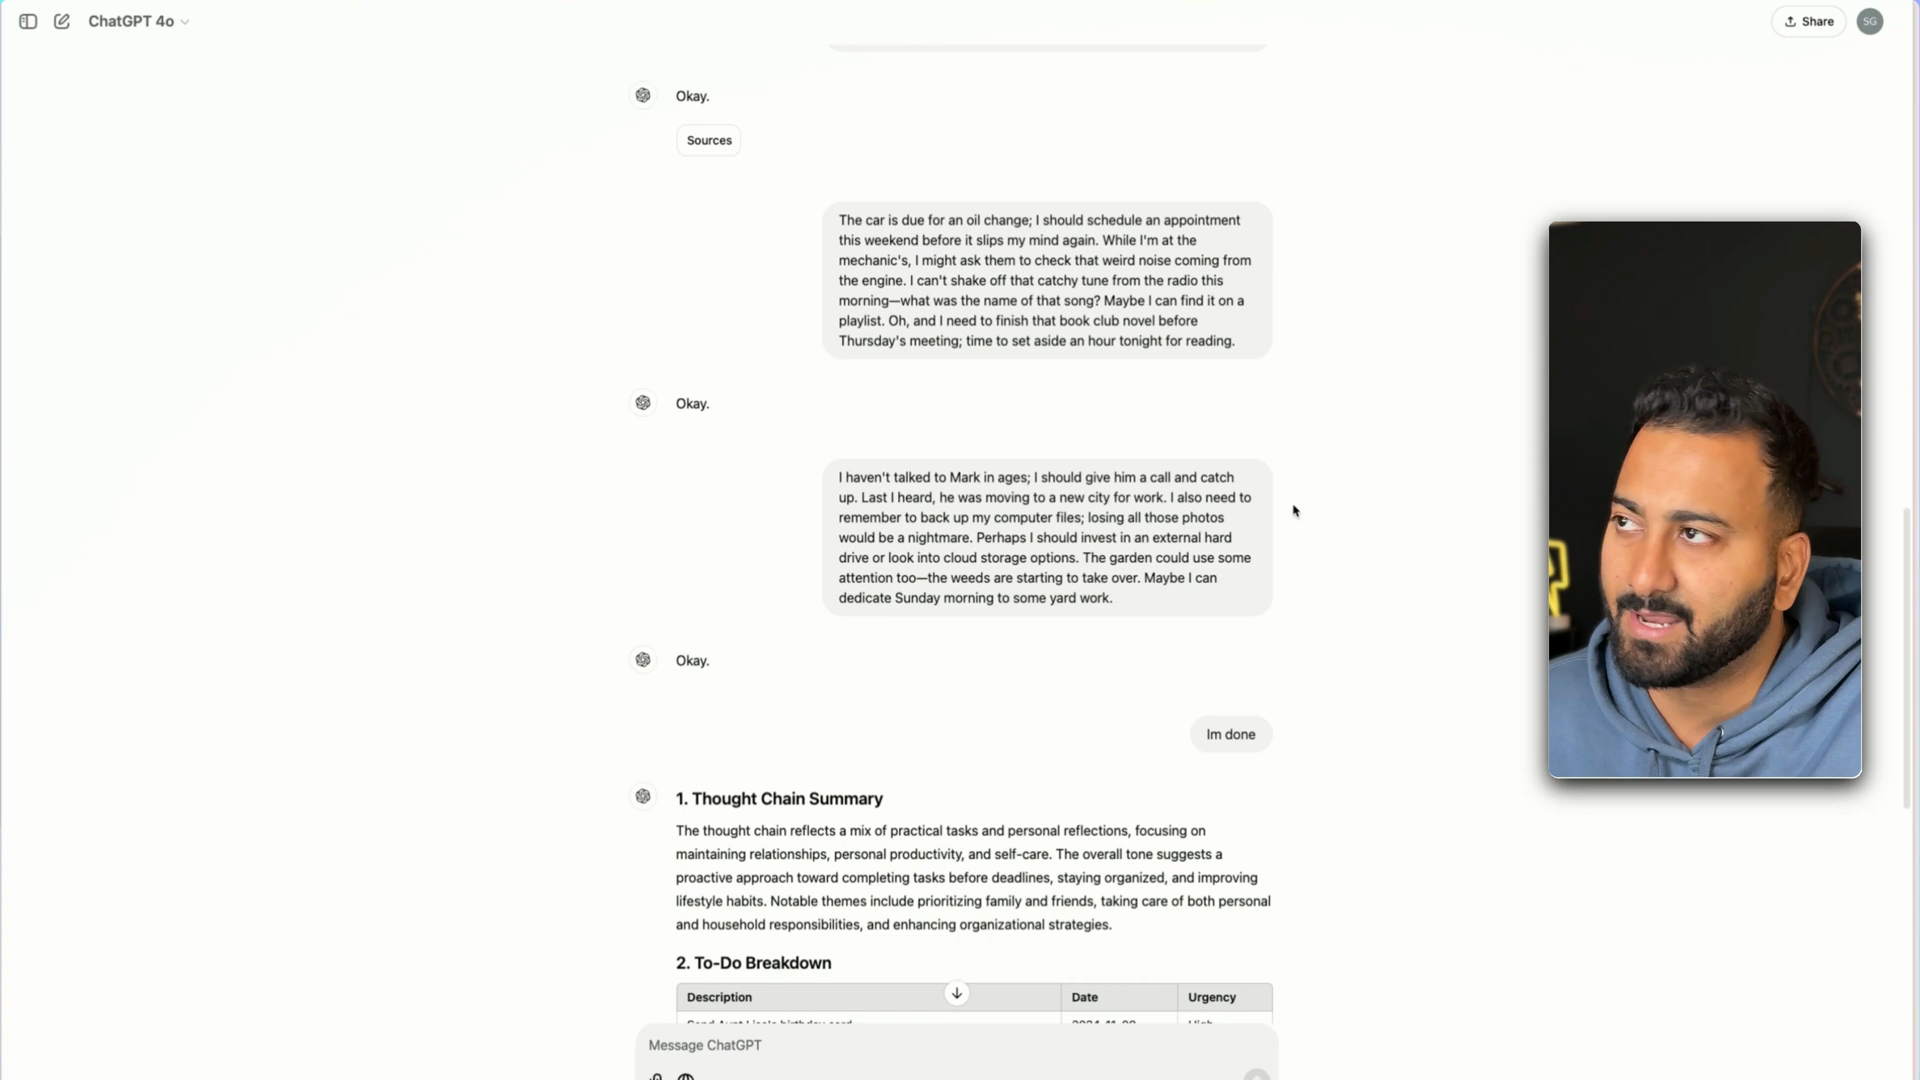 ChatGPT 4o
Share
SG
Okay.
Sources
The car is due for an oil change; I should schedule an appointment
this weekend before it slips my mind again. While I'm at the
mechanic's, I might ask them to check that weird noise coming from
the engine. I can't shake off that catchy tune from the radio this
morning—what was the name of that song? Maybe I can find it on a
playlist. Oh, and I need to finish that book club novel before
Thursday's meeting; time to set aside an hour tonight for reading.
Okay.
I haven't talked to Mark in ages; I should give him a call and catch
up. Last I heard, he was moving to a new city for work. I also need to
remember to back up my computer files; losing all those photos
would be a nightmare. Perhaps I should invest in an external hard
drive or look into cloud storage options. The garden could use some
attention too—the weeds are starting to take over. Maybe I can
dedicate Sunday morning to some yard work.
Okay.
Im done
1. Thought Chain Summary
The thought chain reflects a mix of practical tasks and personal reflections, focusing on
maintaining relationships, personal productivity, and self-care. The overall tone suggests a
proactive approach toward completing tasks before deadlines, staying organized, and improving
lifestyle habits. Notable themes include prioritizing family and friends, taking care of both personal
and household responsibilities, and enhancing organizational strategies.
2. To-Do Breakdown
Description Date Urgency
Message ChatGPT